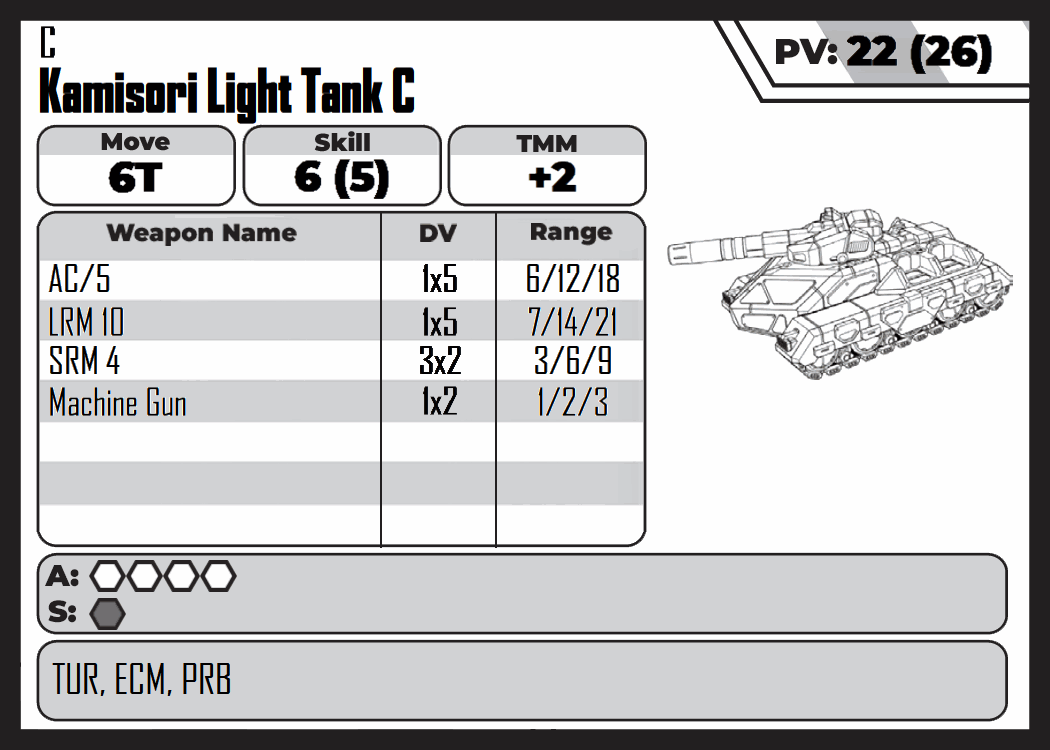 C
PV: 22 (26)
Kamisori Light Tank C
Move Skill TMM
6T 6 (5) +2
Weapon Name DV Range
AC/5 1x5 6/12/18
LRM 10 1x5 7/14/21
SRM 4 3x2 3/6/9
Machine Gun 1x2 1/2/3
A:
S:
TUR, ECM, PRB